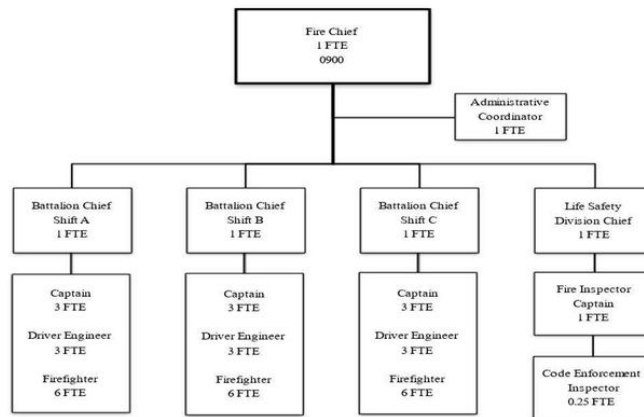 Fire Chief
1 FTE
0900
Administrative
Coordinator
1 FTE
Battalion Chief
Shift A
1 FTE
Battalion Chief
Shift B
1 FTE
Battalion Chief
Shift C
1 FTE
Life Safety
Division Chief
1 FTE
Captain
3 FTE
Driver Engineer
3 FTE
Firefighter
6 FTE
Captain
3 FTE
Driver Engineer
3 FTE
Firefighter
6 FTE
Captain
3 FTE
Driver Engineer
3 FTE
Firefighter
6 FTE
Fire Inspector
Captain
1 FTE
Code Enforcement
Inspector
0.25 FTE